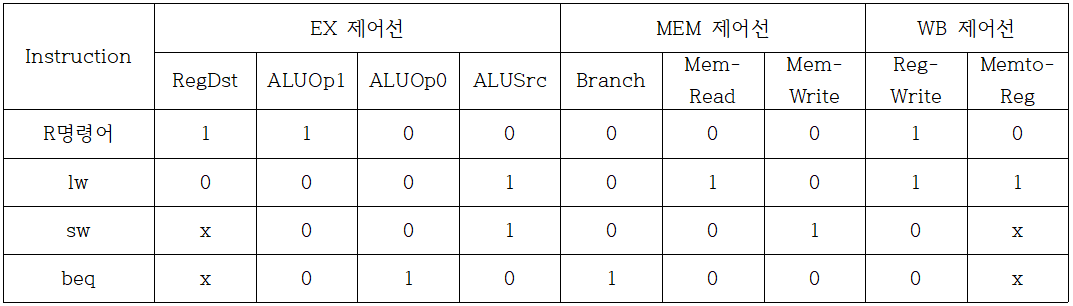 Instruction EX 제어선 MEM 제어선 WB 제어선
RegDst ALUOp1 ALUOp0 ALUSrc Branch Mem-Read Mem-Write Reg-Write Memto-Reg
R명령어 1 1 0 0 0 0 0 1 0
lw 0 0 0 1 0 1 0 1 1
sw x 0 0 1 0 0 1 0 x
beq x 0 1 0 1 0 0 0 x